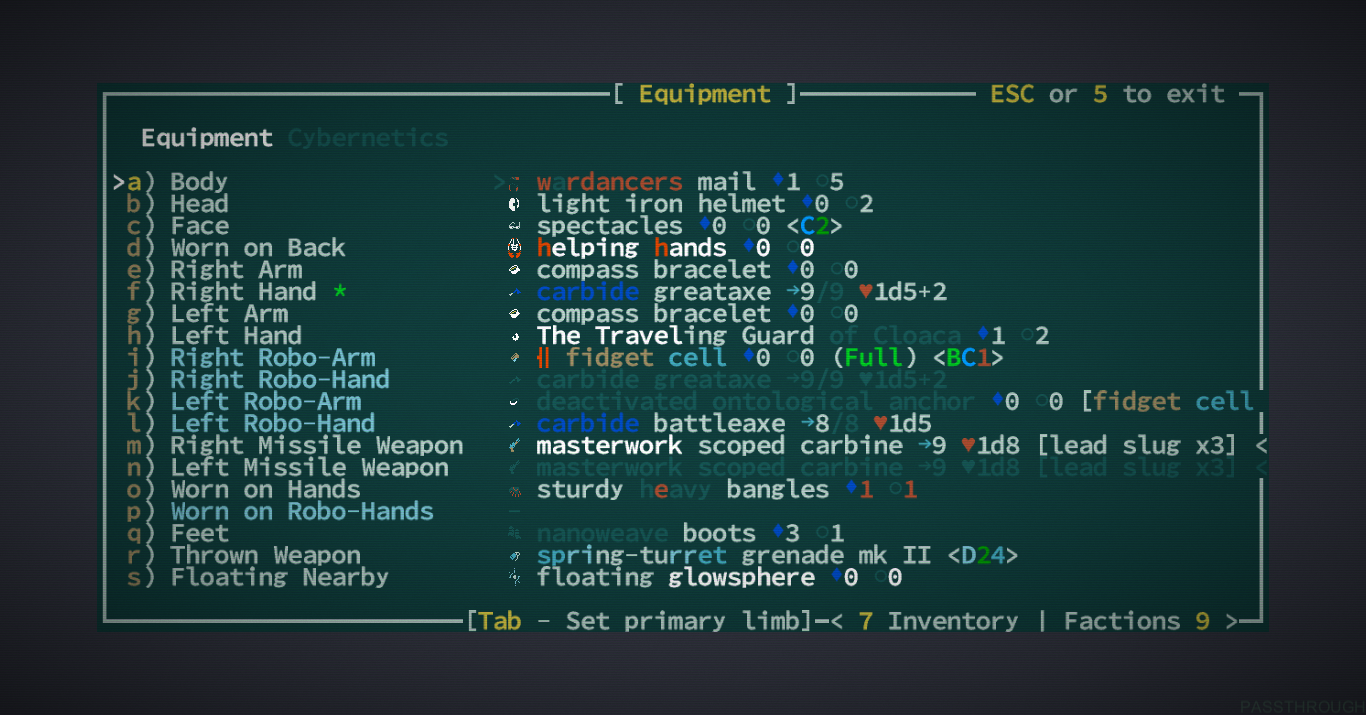 [ Equipment ] ESC or 5 to exit
Equipment Cybernetics
>a) Body > wardancers mail ♦1 ○5
b) Head light iron helmet ♦0 ○2
c) Face spectacles ♦0 ○0 <C2>
d) Worn on Back helping hands ♦0 ○0
e) Right Arm compass bracelet ♦0 ○0
f) Right Hand * carbide greataxe →9/9 ♥1d5+2
g) Left Arm compass bracelet ♦0 ○0
h) Left Hand The Traveling Guard of Cloaca ♦1 ○2
i) Right Robo-Arm ‖ fidget cell ♦0 ○0 (Full) <BC1>
j) Right Robo-Hand carbide greataxe →9/9 ♥1d5+2
k) Left Robo-Arm deactivated ontological anchor ♦0 ○0 [fidget cell
l) Left Robo-Hand carbide battleaxe →8/8 ♥1d5
m) Right Missile Weapon masterwork scoped carbine →9 ♥1d8 [lead slug x3] <
n) Left Missile Weapon masterwork scoped carbine →9 ♥1d8 [lead slug x3] <
o) Worn on Hands sturdy heavy bangles ♦1 ○1
p) Worn on Robo-Hands -
q) Feet nanoweave boots ♦3 ○1
r) Thrown Weapon spring-turret grenade mk II <D24>
s) Floating Nearby floating glowsphere ♦0 ○0
[Tab - Set primary limb] < 7 Inventory | Factions 9 >
PASSTHROUGH